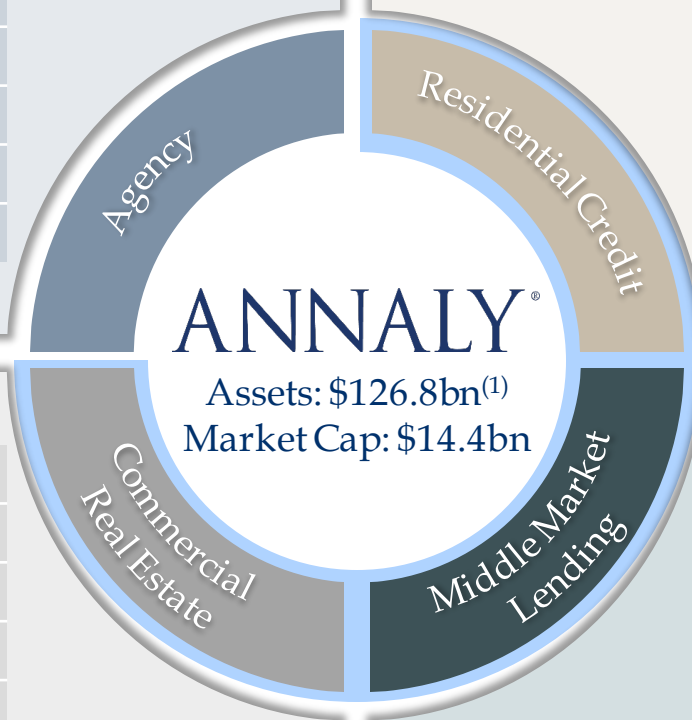 Agency
Residential Credit
ANNALY®
Assets: $126.8bn(1)
Market Cap: $14.4bn
Commercial
Real Estate
Middle Market
Lending